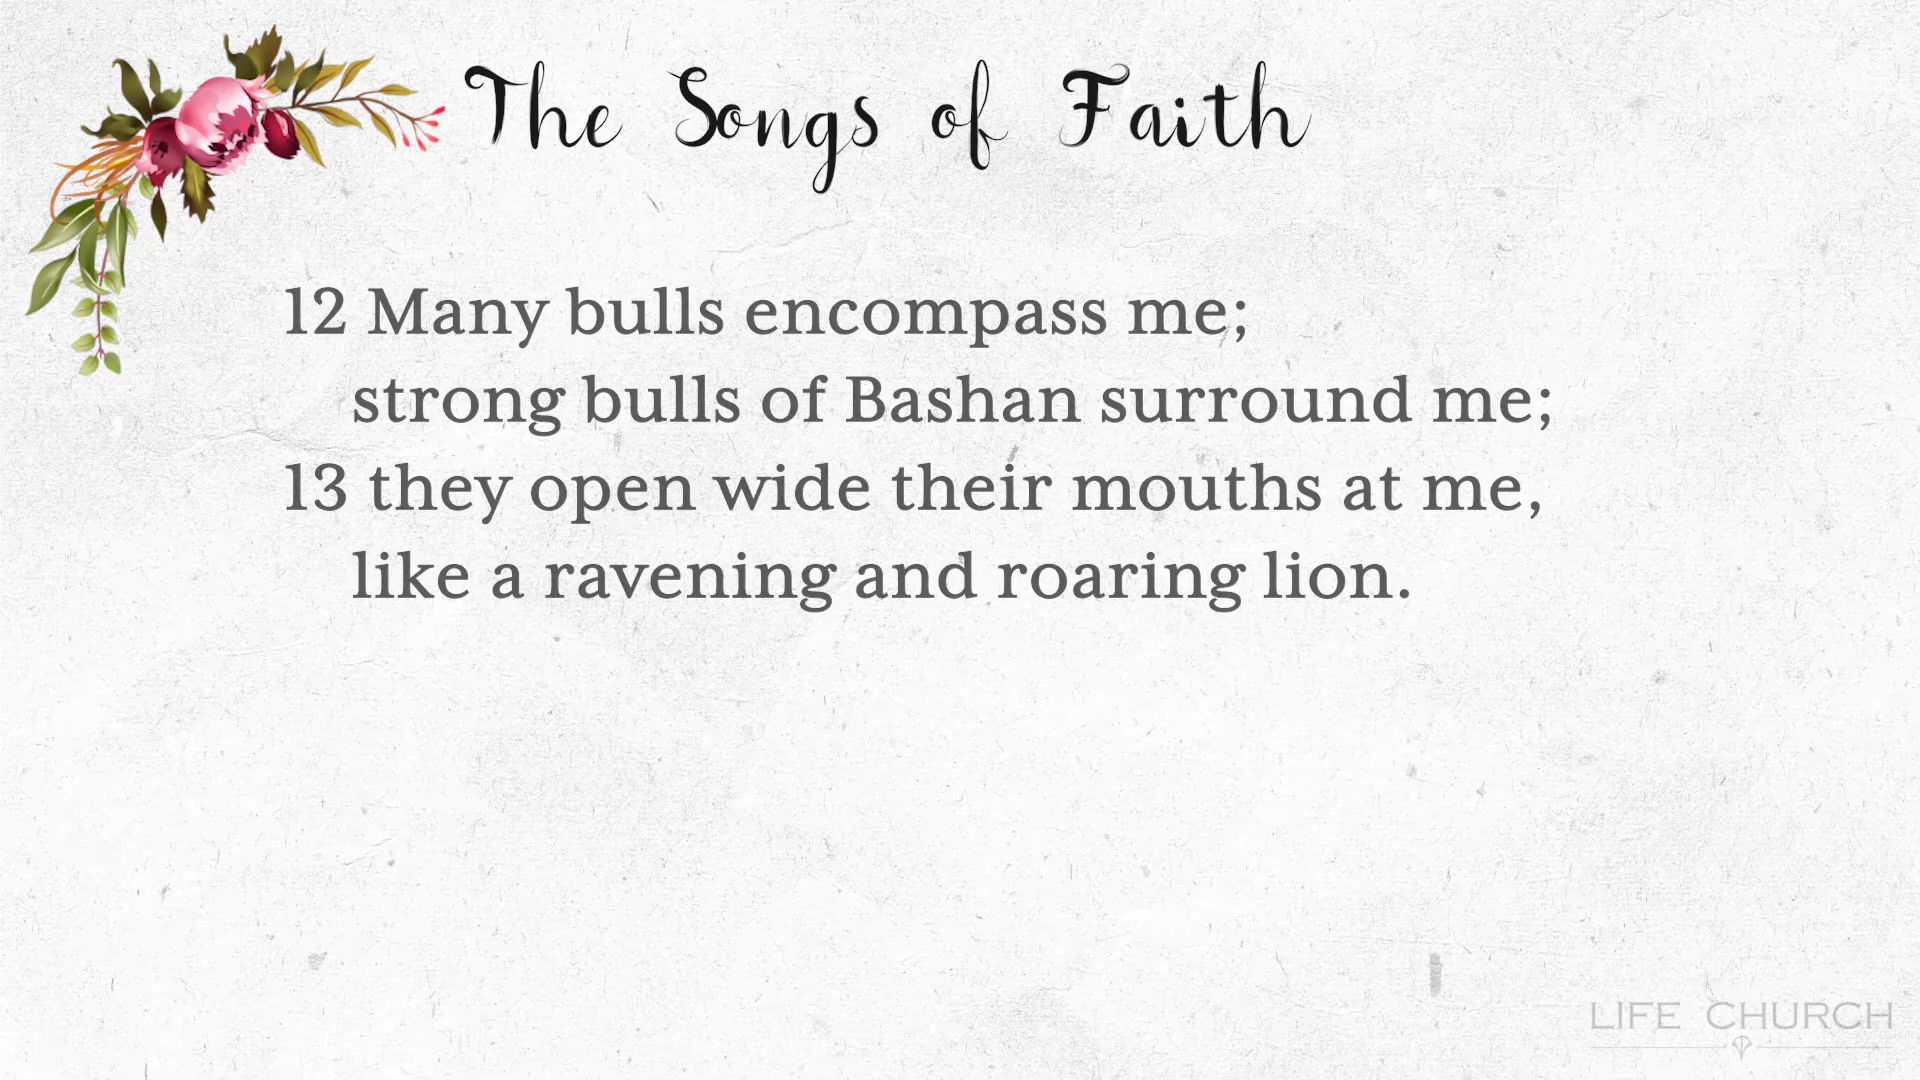 The Songs of Faith
12 Many bulls encompass me;
strong bulls of Bashan surround me;
13 they open wide their mouths at me,
like a ravening and roaring lion.
LIFE CHURCH